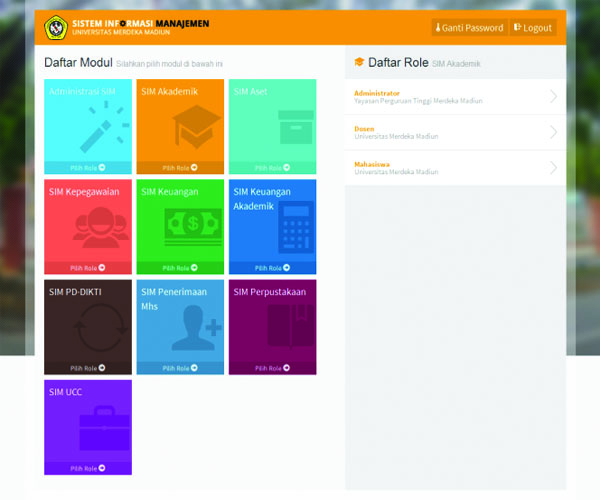 SISTEM INFORMASI MANAJEMEN
UNIVERSITAS MERDEKA MADIUN
Ganti Password
Logout
Daftar Modul Silahkan pilih modul di bawah ini
Administrasi SIM
Pilih Role
SIM Akademik
Pilih Role
SIM Aset
Pilih Role
SIM Kepegawaian
Pilih Role
SIM Keuangan
Pilih Role
SIM Keuangan
Akademik
Pilih Role
SIM PD-DIKTI
Pilih Role
SIM Penerimaan
Mhs
Pilih Role
SIM Perpustakaan
Pilih Role
SIM UCC
Pilih Role
Daftar Role SIM Akademik
Administrator
Yayasan Perguruan Tinggi Merdeka Madiun
Dosen
Universitas Merdeka Madiun
Mahasiswa
Universitas Merdeka Madiun